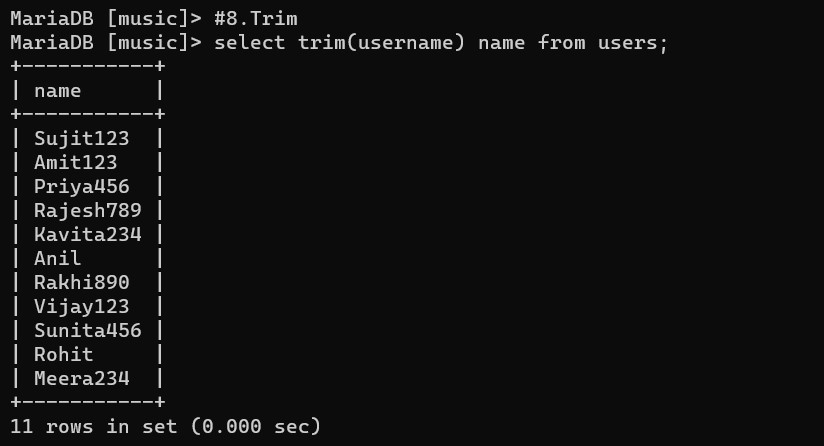 MariaDB [music]> #8.Trim
MariaDB [music]> select trim(username) name from users;
+-----------+
| name      |
+-----------+
| Sujit123  |
| Amit123   |
| Priya456  |
| Rajesh789 |
| Kavita234 |
| Anil      |
| Rakhi890  |
| Vijay123  |
| Sunita456 |
| Rohit     |
| Meera234  |
+-----------+
11 rows in set (0.000 sec)